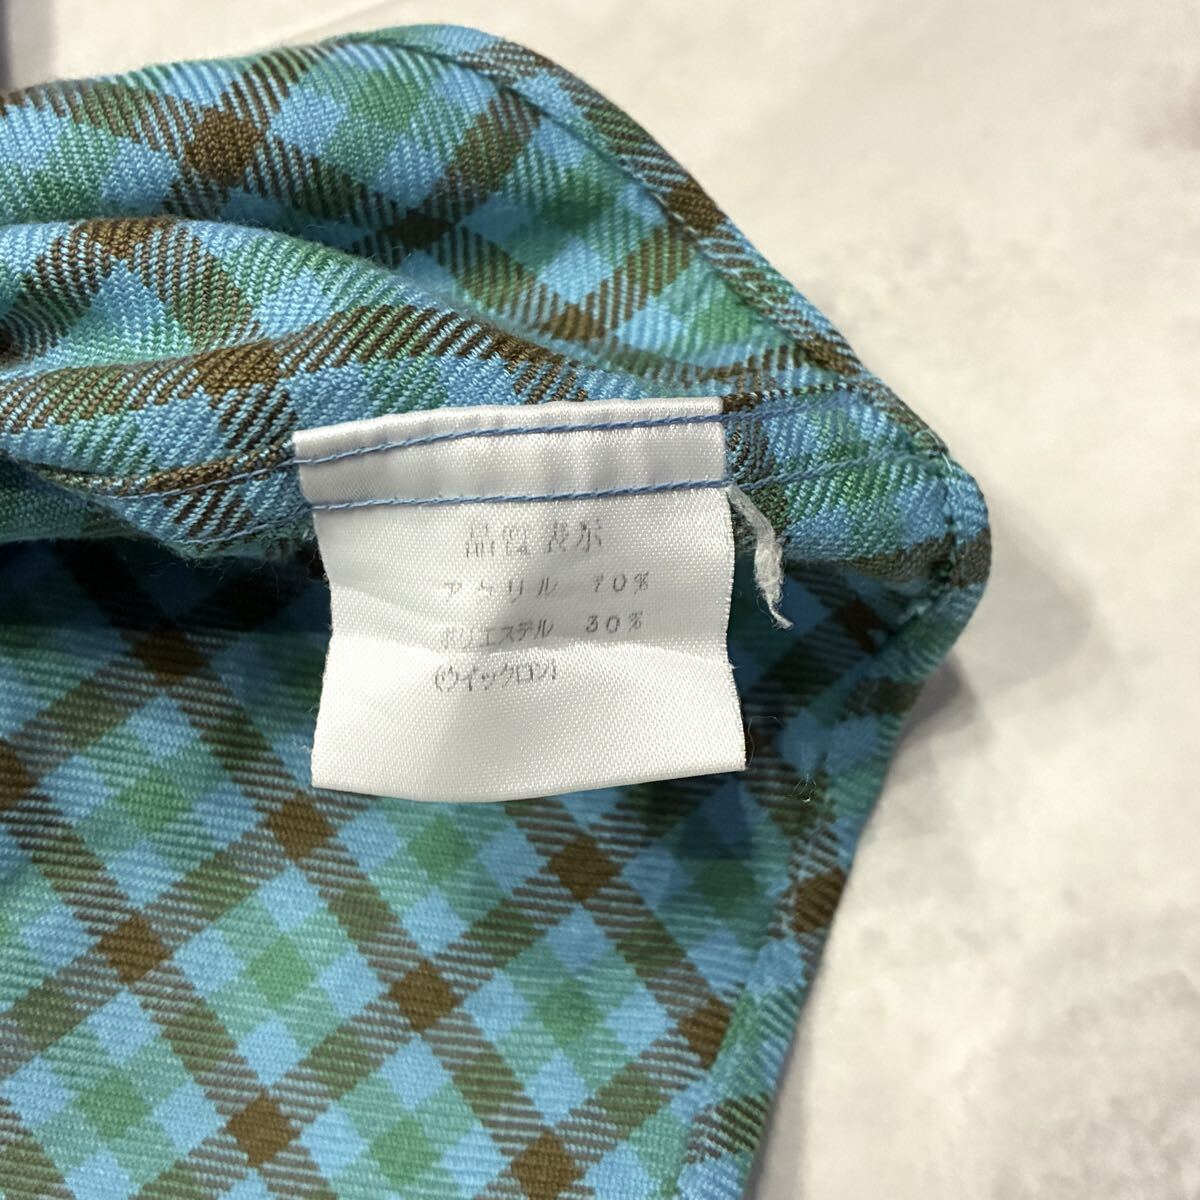 品質表示
アクリル 70%
ポリエステル 30%
(ウイックロン)